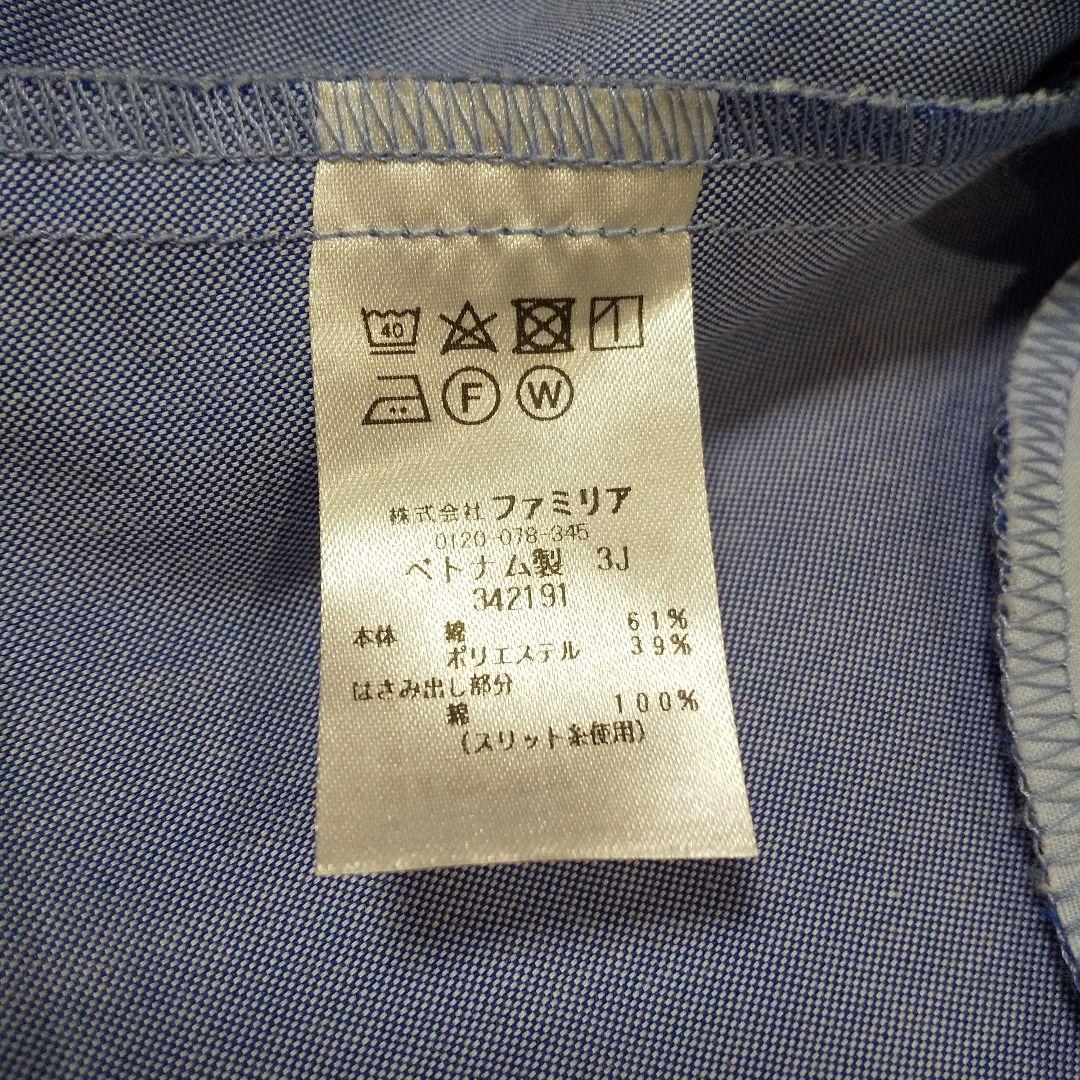 40
F W
株式会社 ファミリア
0120-078-345
ベトナム製 3J
342191
本体 綿 61%
ポリエステル 39%
はさみ出し部分
綿 100%
(スリット糸使用)